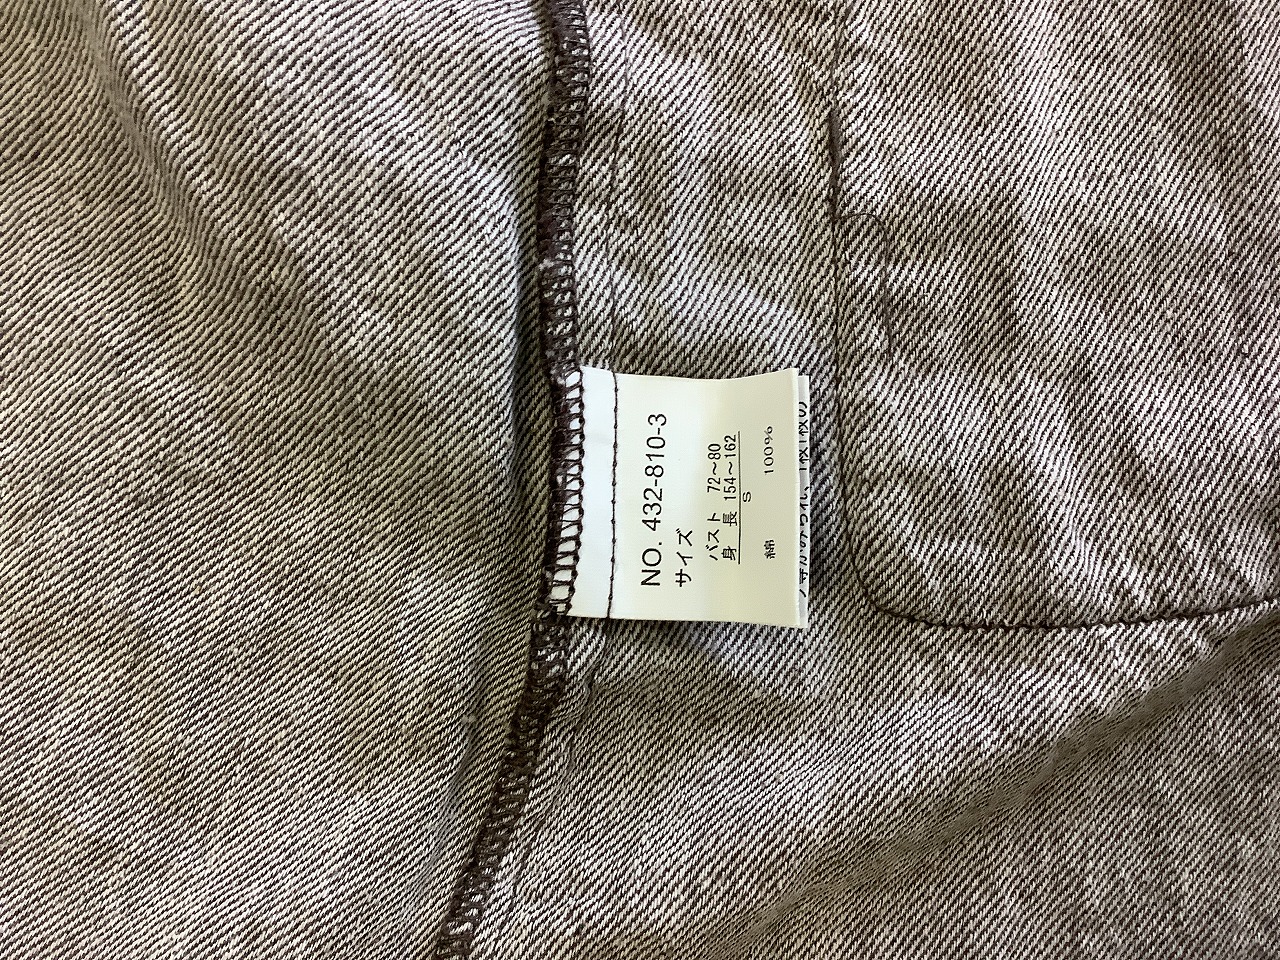 NO. 432-810-3
サイズ
バスト 72～80
身長 154～162
S
綿 100%